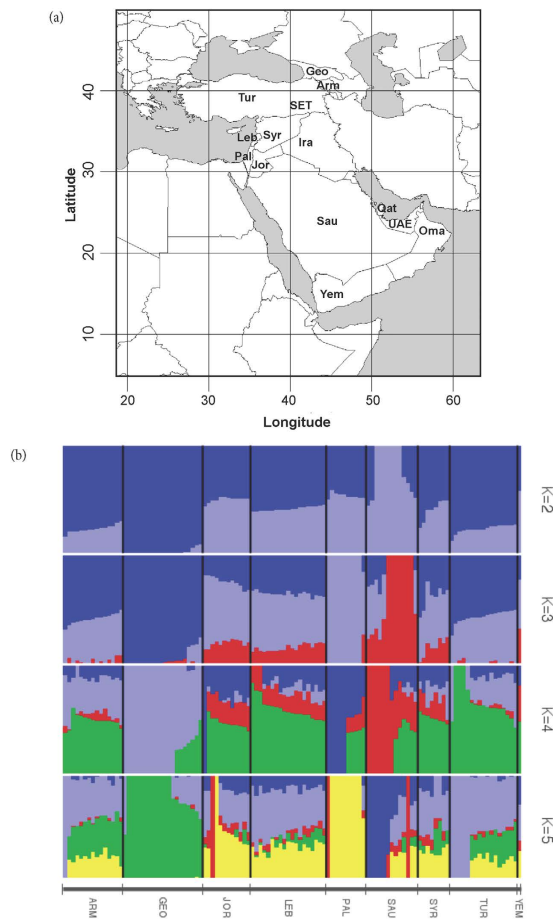 (a)
Geo
Arm
40
Tur
SET
Leb
Syr
Ira
30
Pal
Jor
Latitude
Qat
Sau
UAE
Oma
20
Yem
10
20 30 40 50 60
Longitude
(b)
K=2
K=3
K=4
K=5
ARM GEO JOR LEB PAL SAU SYR TUR YEM